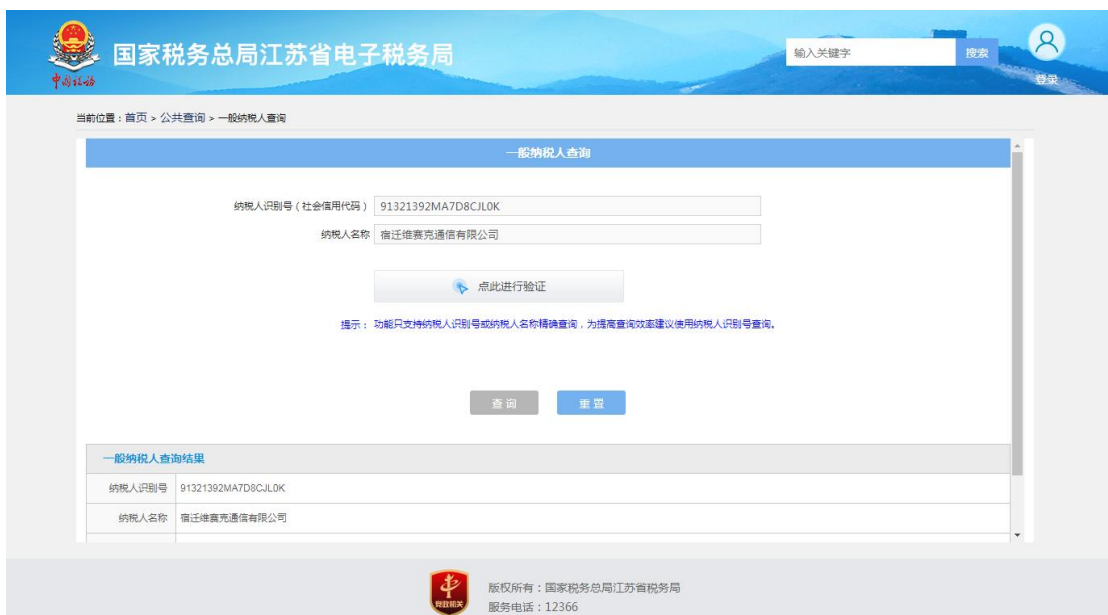 国家税务总局江苏省电子税务局
中国税务
输入关键字
搜索
登录
当前位置：首页 > 公共查询 > 一般纳税人查询
一般纳税人查询
纳税人识别号（社会信用代码） 91321392MA7D8CJL0K
纳税人名称 宿迁维赛克通信有限公司
点此进行验证
提示： 功能只支持纳税人识别号或纳税人名称精确查询，为提高查询效率建议使用纳税人识别号查询。
查 询 重 置
一般纳税人查询结果
纳税人识别号 91321392MA7D8CJL0K
纳税人名称 宿迁维赛克通信有限公司
党政机关
版权所有：国家税务总局江苏省税务局
服务电话：12366